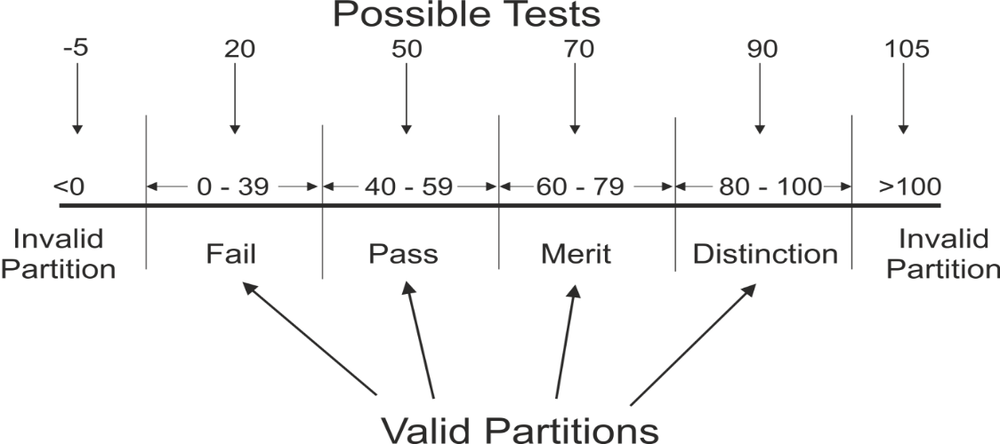 Possible Tests
-5 20 50 70 90 105
<0 0 - 39 40 - 59 60 - 79 80 - 100 >100
Invalid
Partition
Fail Pass Merit Distinction
Invalid
Partition
Valid Partitions